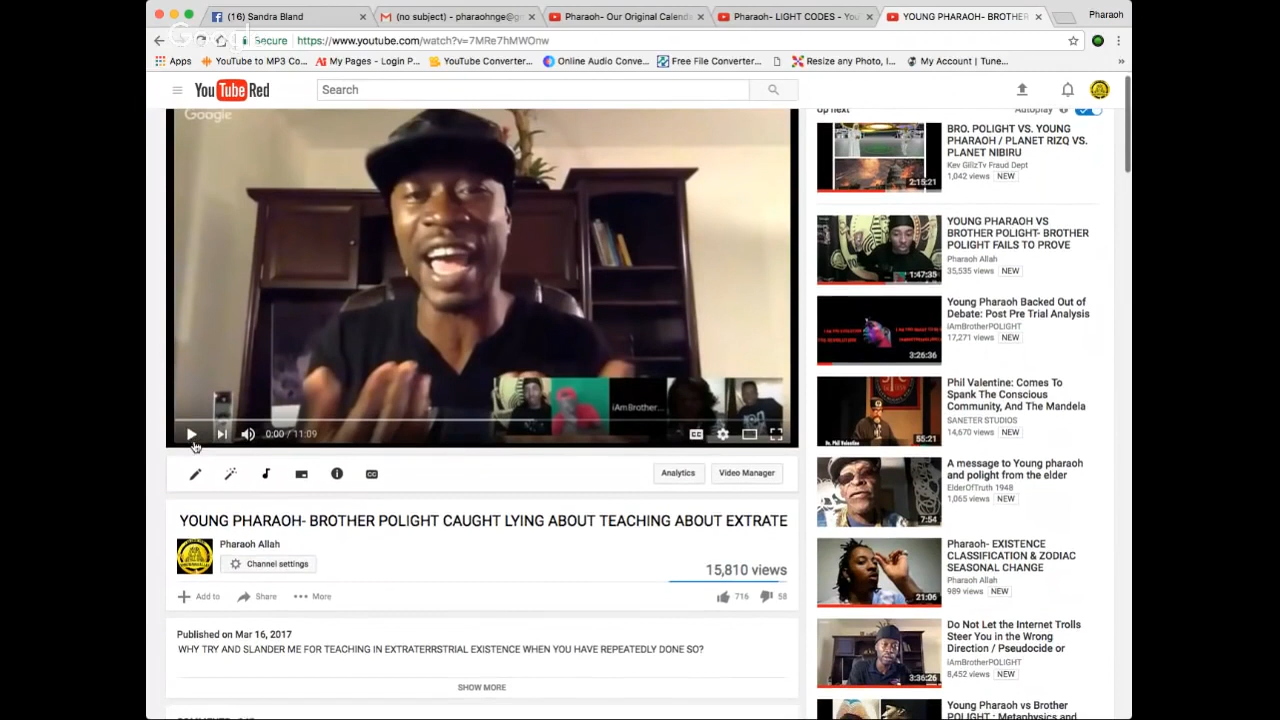 (16) Sandra Bland
(no subject) - pharaohnge@g
Pharaoh- Our Original Calenda
Pharaoh- LIGHT CODES - You
YOUNG PHARAOH- BROTHER
Pharaoh
Secure
https://www.youtube.com/watch?v=7MRe7hMWOnw
Apps
YouTube to MP3 Co...
My Pages - Login P...
YouTube Converter...
Online Audio Conve...
Free File Converter...
Resize any Photo, I...
My Account | Tune...
YouTube Red
Search
Google
iAmBrother...
0:00 / 11:09
Analytics
Video Manager
YOUNG PHARAOH- BROTHER POLIGHT CAUGHT LYING ABOUT TEACHING ABOUT EXTRATE
Pharaoh Allah
Channel settings
15,810 views
Add to
Share
More
716
58
Published on Mar 16, 2017
WHY TRY AND SLANDER ME FOR TEACHING IN EXTRATERRSTRIAL EXISTENCE WHEN YOU HAVE REPEATEDLY DONE SO?
SHOW MORE
Up next
Autoplay
BRO. POLIGHT VS. YOUNG
PHARAOH / PLANET RIZQ VS.
PLANET NIBIRU
Kev GillzTv Fraud Dept
1,042 views NEW
2:15:21
YOUNG PHARAOH VS
BROTHER POLIGHT- BROTHER
POLIGHT FAILS TO PROVE
Pharaoh Allah
35,535 views NEW
1:47:35
Young Pharaoh Backed Out of
Debate: Post Pre Trial Analysis
iAmBrotherPOLIGHT
17,271 views NEW
3:26:36
Phil Valentine: Comes To
Spank The Conscious
Community, And The Mandela
SANETER STUDIOS
14,670 views NEW
55:21
A message to Young pharaoh
and polight from the elder
ElderOfTruth 1948
1,065 views NEW
7:54
Pharaoh- EXISTENCE
CLASSIFICATION & ZODIAC
SEASONAL CHANGE
Pharaoh Allah
989 views NEW
21:06
Do Not Let the Internet Trolls
Steer You in the Wrong
Direction / Pseudocide or
iAmBrotherPOLIGHT
8,452 views NEW
3:36:26
Young Pharaoh vs Brother
POLIGHT : Metaphysics and